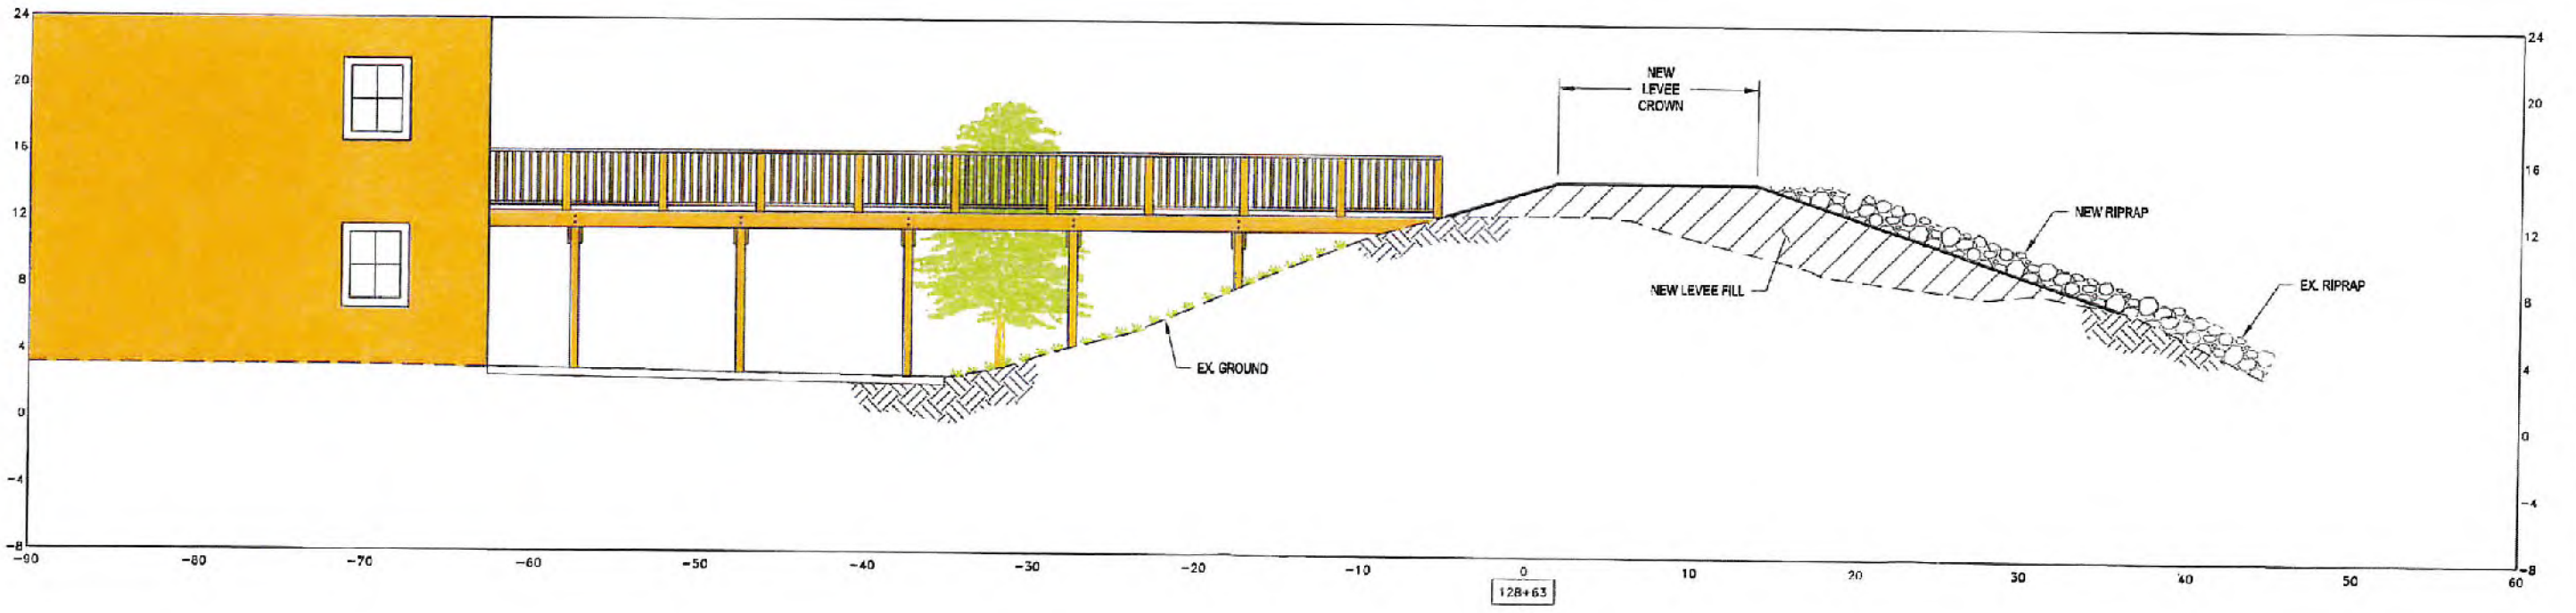 24
24
20
20
16
16
12
12
8
8
4
4
0
0
-4
-4
-8
-8
NEW
LEVEE
CROWN
NEW RIPRAP
NEW LEVEE FILL
EX. RIPRAP
EX. GROUND
-90 -80 -70 -60 -50 -40 -30 -20 -10 0 10 20 30 40 50 60
128+63